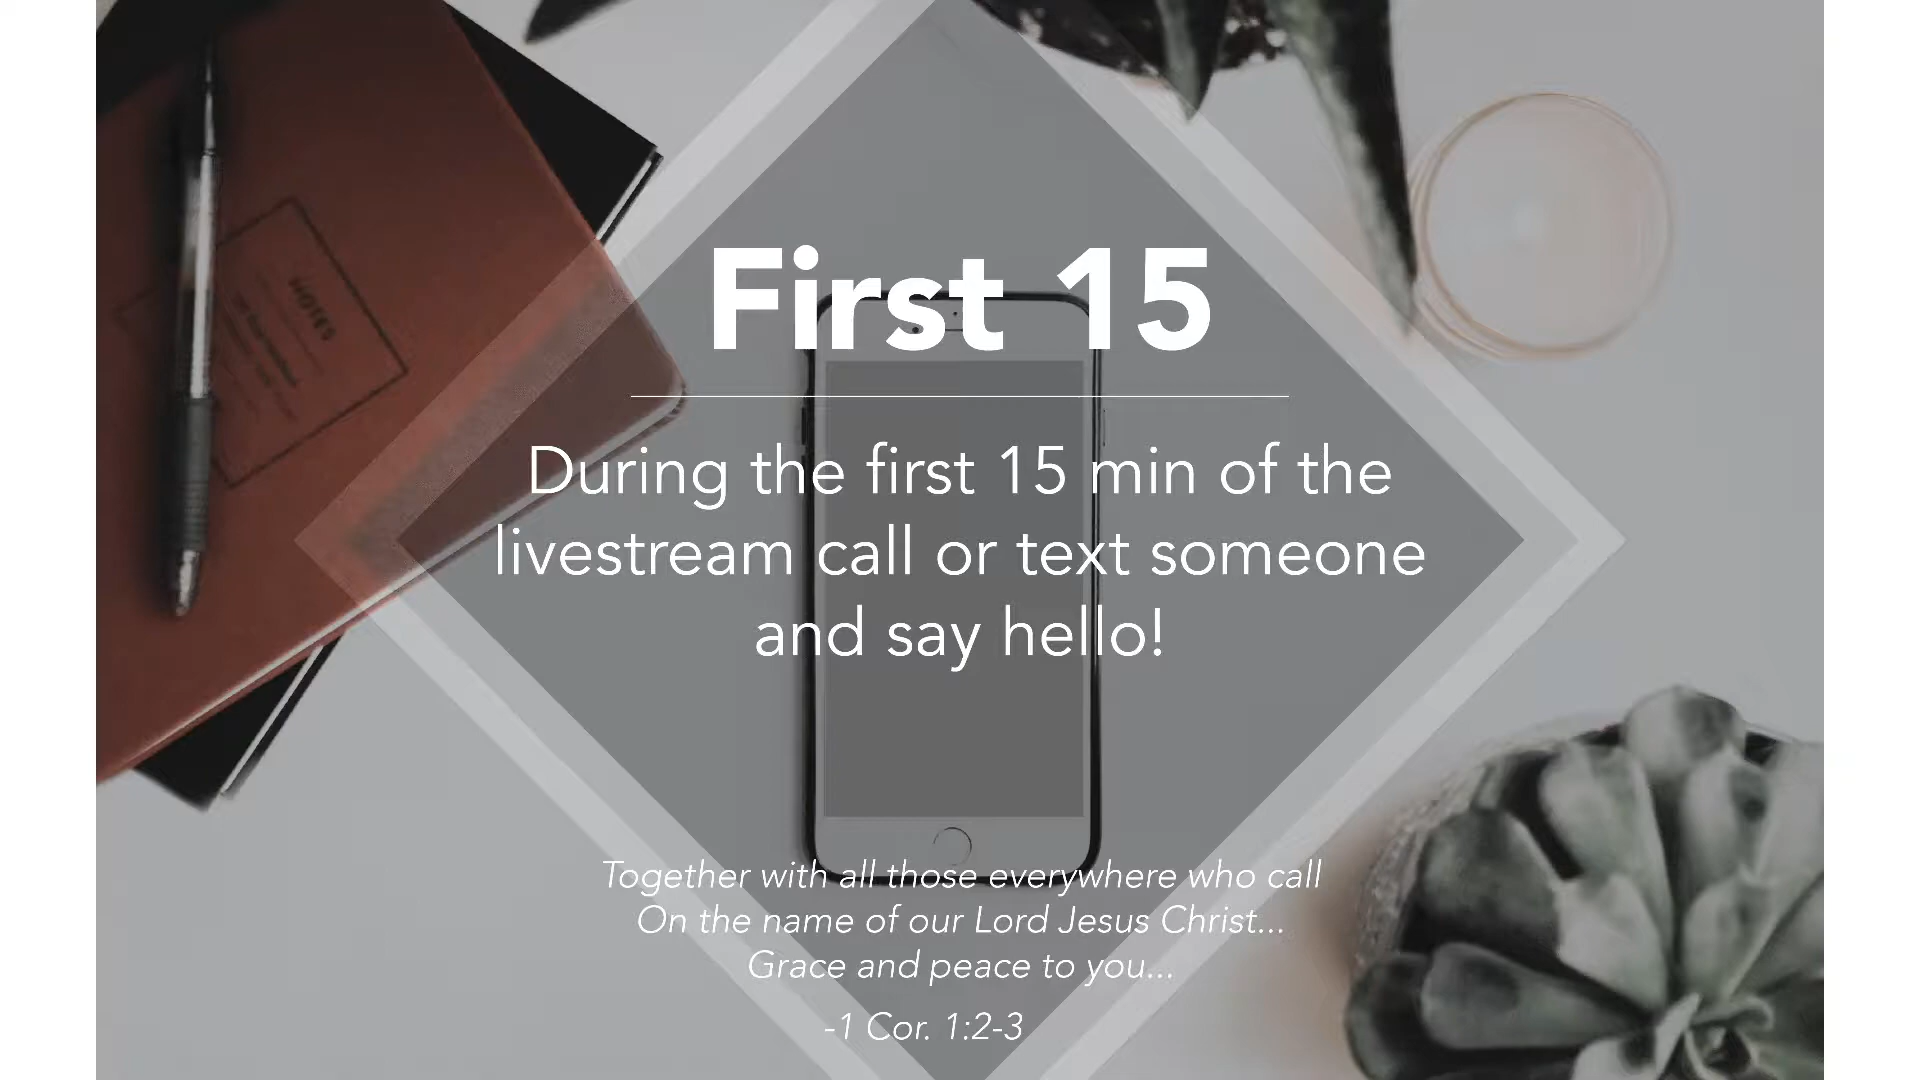 First 15
During the first 15 min of the
livestream call or text someone
and say hello!
NOTES
Together with all those everywhere who call
On the name of our Lord Jesus Christ...
Grace and peace to you...
-1 Cor. 1:2-3